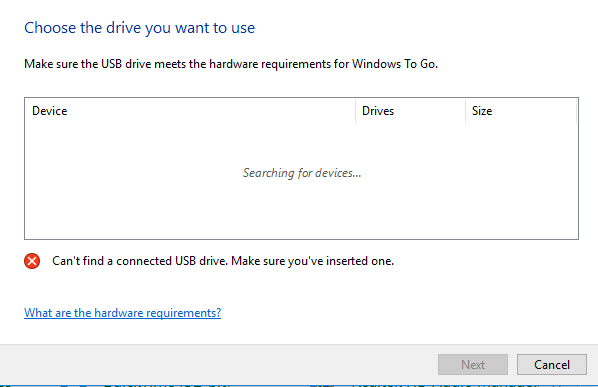 Choose the drive you want to use
Make sure the USB drive meets the hardware requirements for Windows To Go.
Device Drives Size
Searching for devices...
Can't find a connected USB drive. Make sure you've inserted one.
What are the hardware requirements?
Next Cancel